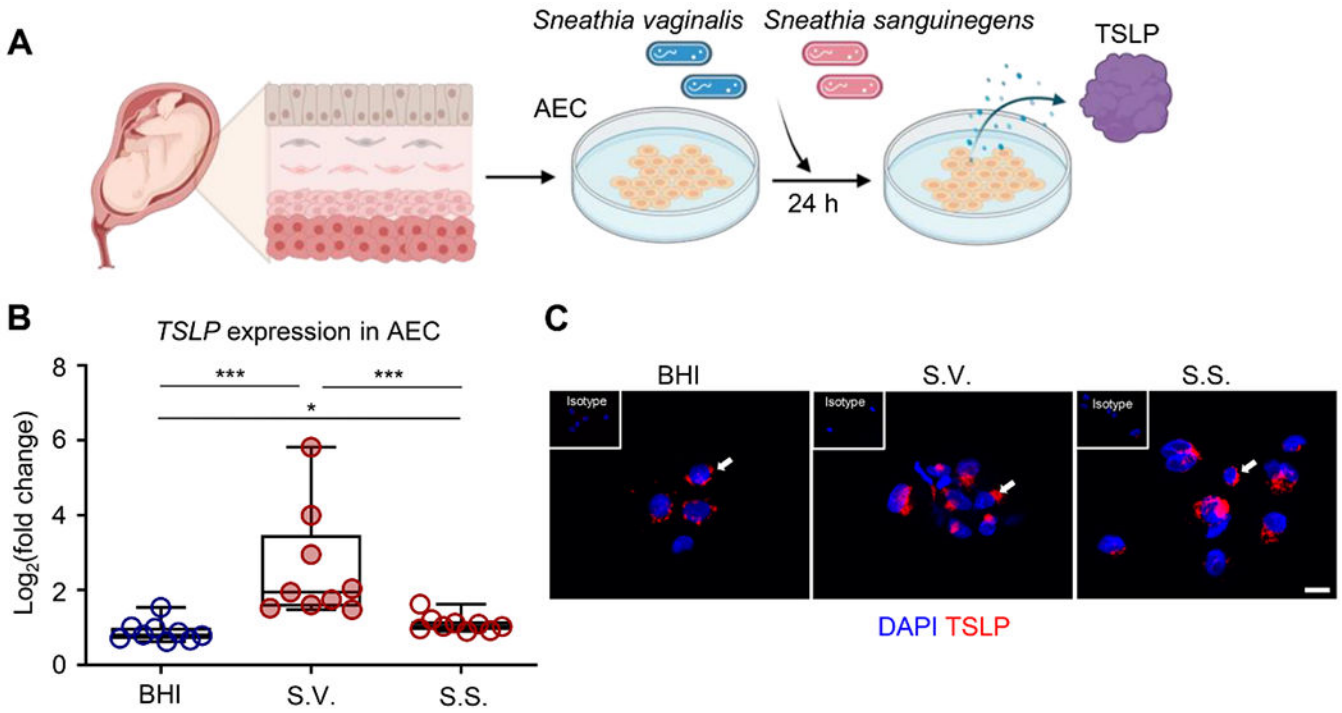 A
Sneathia vaginalis
Sneathia sanguinegens
TSLP
AEC
24 h
B
TSLP expression in AEC
Log2(fold change)
8
6
4
2
0
***
***
*
BHI
S.V.
S.S.
C
BHI
S.V.
S.S.
Isotype
Isotype
Isotype
DAPI TSLP